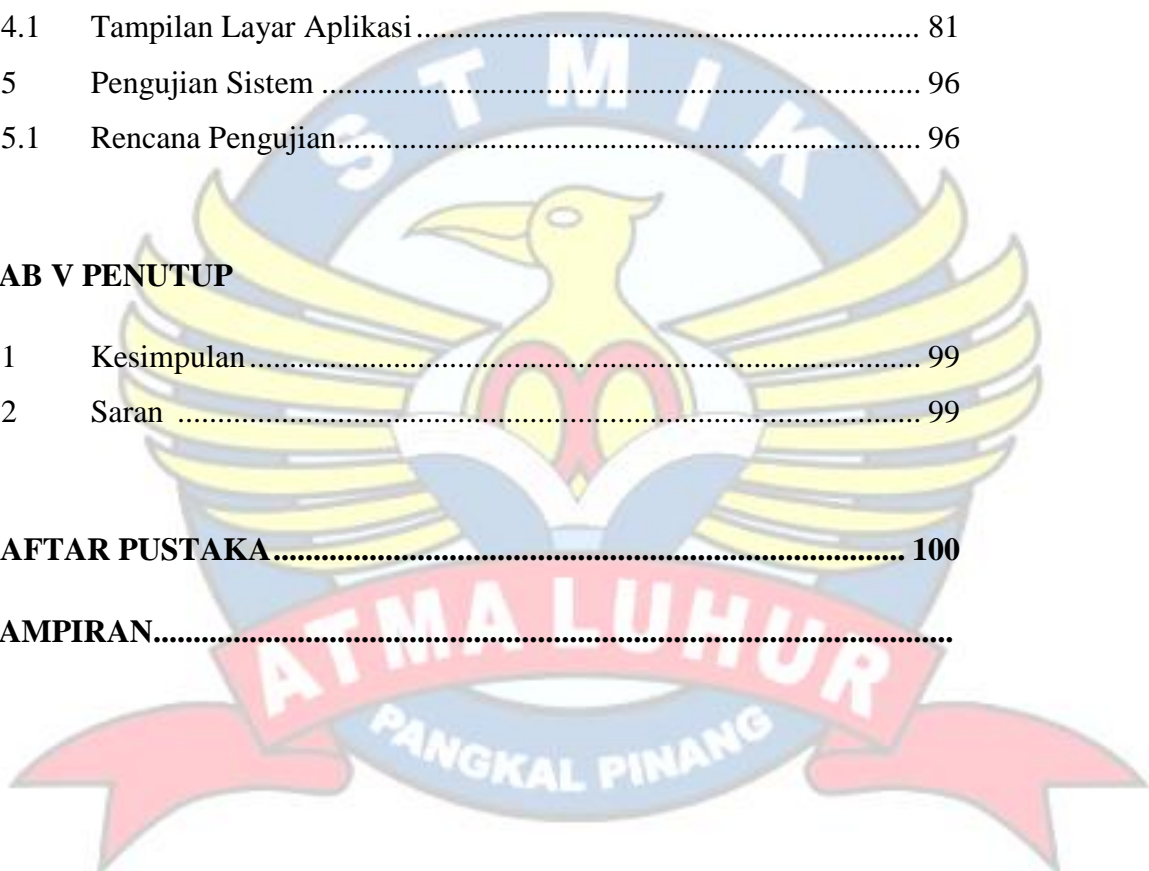 4.1 Tampilan Layar Aplikasi............................................................. 81
5 Pengujian Sistem ........................................................................ 96
5.1 Rencana Pengujian...................................................................... 96
AB V PENUTUP
1 Kesimpulan................................................................................. 99
2 Saran .......................................................................................... 99
AFTAR PUSTAKA............................................................................. 100
AMPIRAN..................................................................................................
STMIK
ATMA LUHUR
PANGKAL PINANG